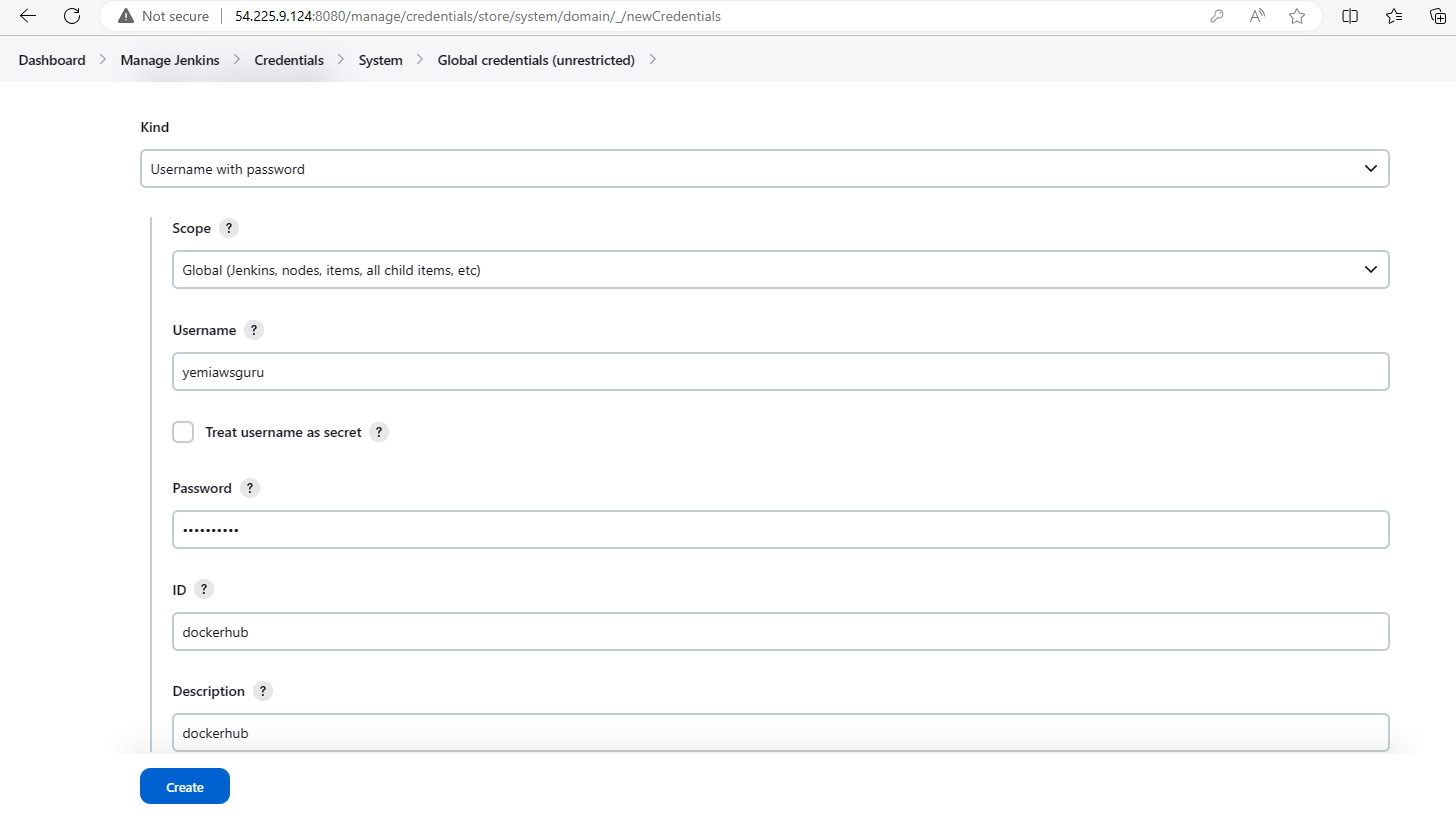 Not secure 54.225.9.124:8080/manage/credentials/store/system/domain/_/newCredentials
Dashboard Manage Jenkins Credentials System Global credentials (unrestricted)
Kind
Username with password
Scope ?
Global (Jenkins, nodes, items, all child items, etc)
Username ?
yemiawsguru
Treat username as secret ?
Password ?
••••••••••
ID ?
dockerhub
Description ?
dockerhub
Create